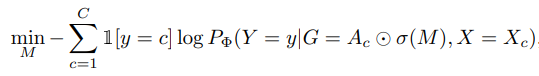 min_M − ∑_{c=1}^{C} 𝟙[y = c] log P_Φ(Y = y|G = A_c ⊙ σ(M), X = X_c).